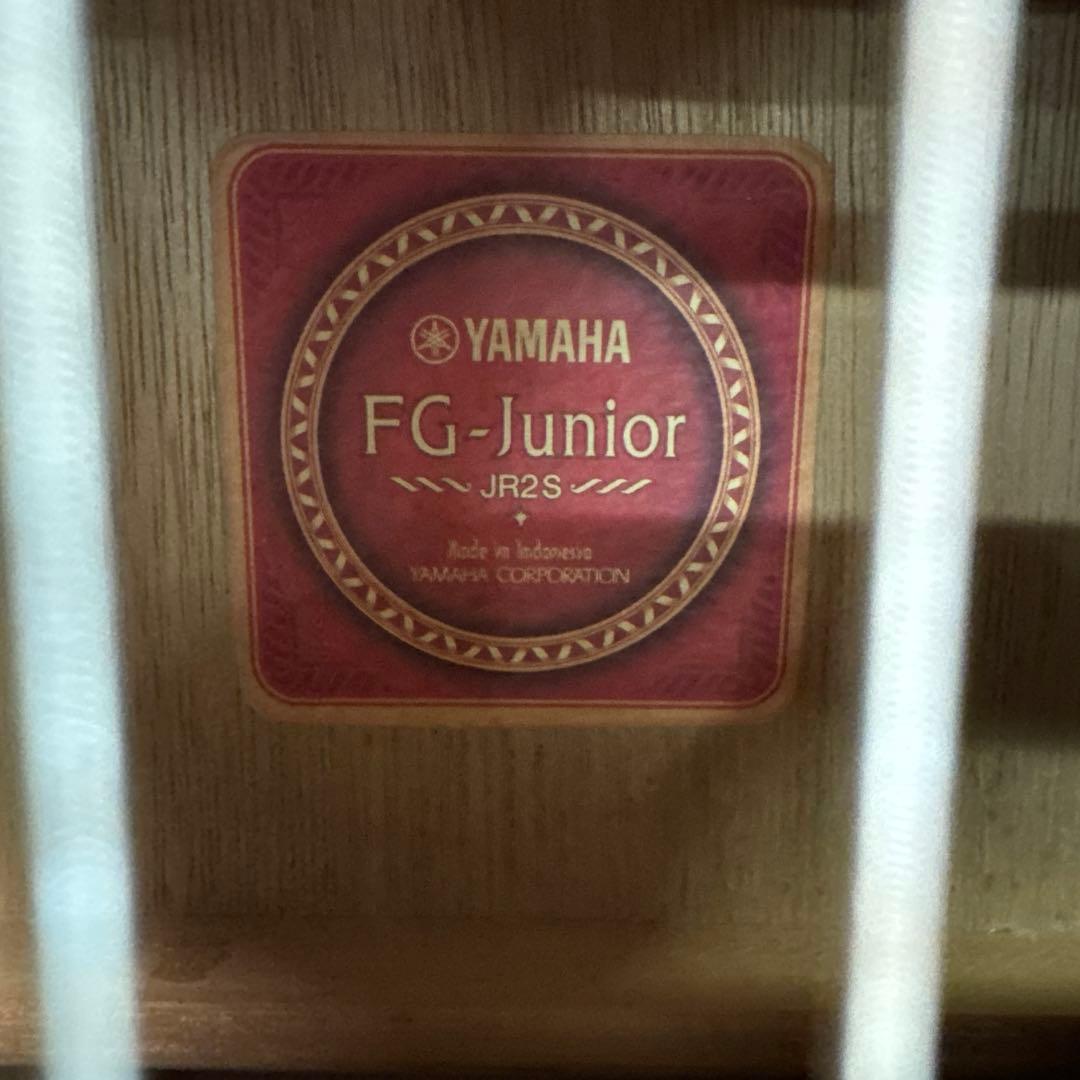 YAMAHA
FG-Junior
JR2S
Made in Indonesia
YAMAHA CORPORATION